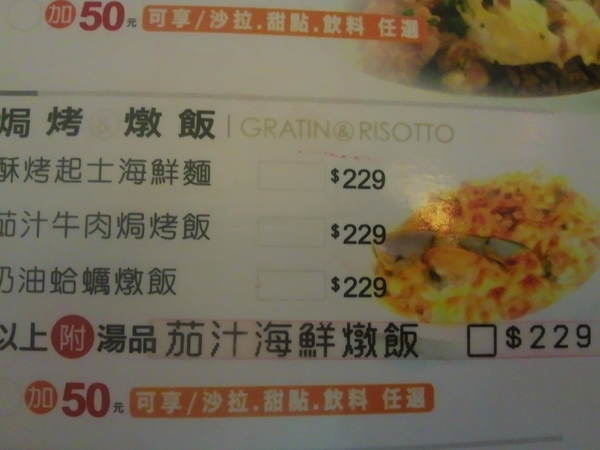 加50元 可享/沙拉.甜點.飲料 任選
焗烤&燉飯 | GRATIN&RISOTTO
酥烤起士海鮮麵 $229
茄汁牛肉焗烤飯 $229
奶油蛤蠣燉飯 $229
以上附湯品 茄汁海鮮燉飯 □$229
加50元 可享/沙拉.甜點.飲料 任選